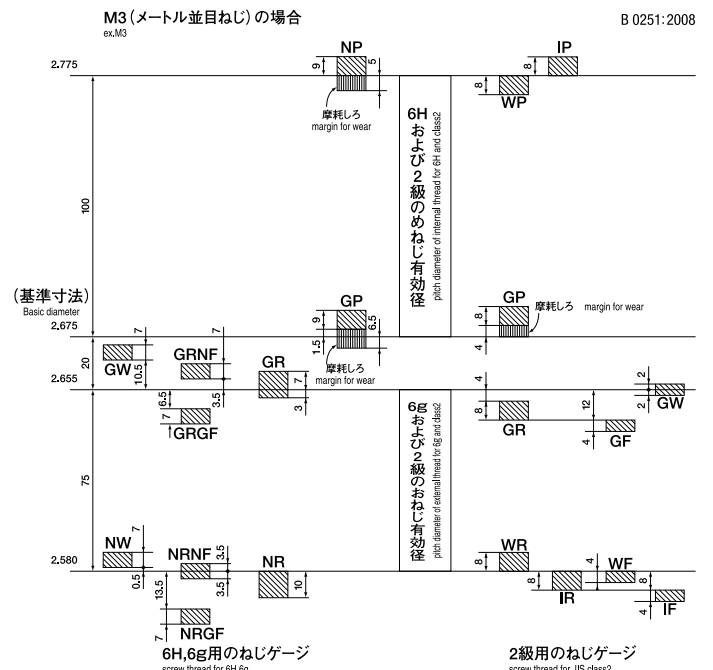 M3（メートル並目ねじ）の場合
ex.M3
B 0251:2008
NP
IP
2.775
9
5
8
8
WP
摩耗しろ
margin for wear
6Hおよび2級のめねじ有効径
pitch diameter of internal thread for 6H and class2
100
（基準寸法）
Basic diameter
2.675
GP
9
6.5
1.5
摩耗しろ
margin for wear
GP
8
4
摩耗しろ margin for wear
7
7
20
GW
10.5
GRNF
3.5
GR
7
3
2.655
6.5
7
GRGF
6gおよび2級のおねじ有効径
pitch diameter of external thread for 6g and class2
4
8
GR
12
4
GF
2
2
GW
75
NW
7
0.5
NRNF
3.5
3.5
NR
10
2.580
13.5
7
NRGF
WR
8
8
IR
4
WF
8
4
IF
6H,6g用のねじゲージ
screw thread for 6H,6g
2級用のねじゲージ
screw thread for JIS class2